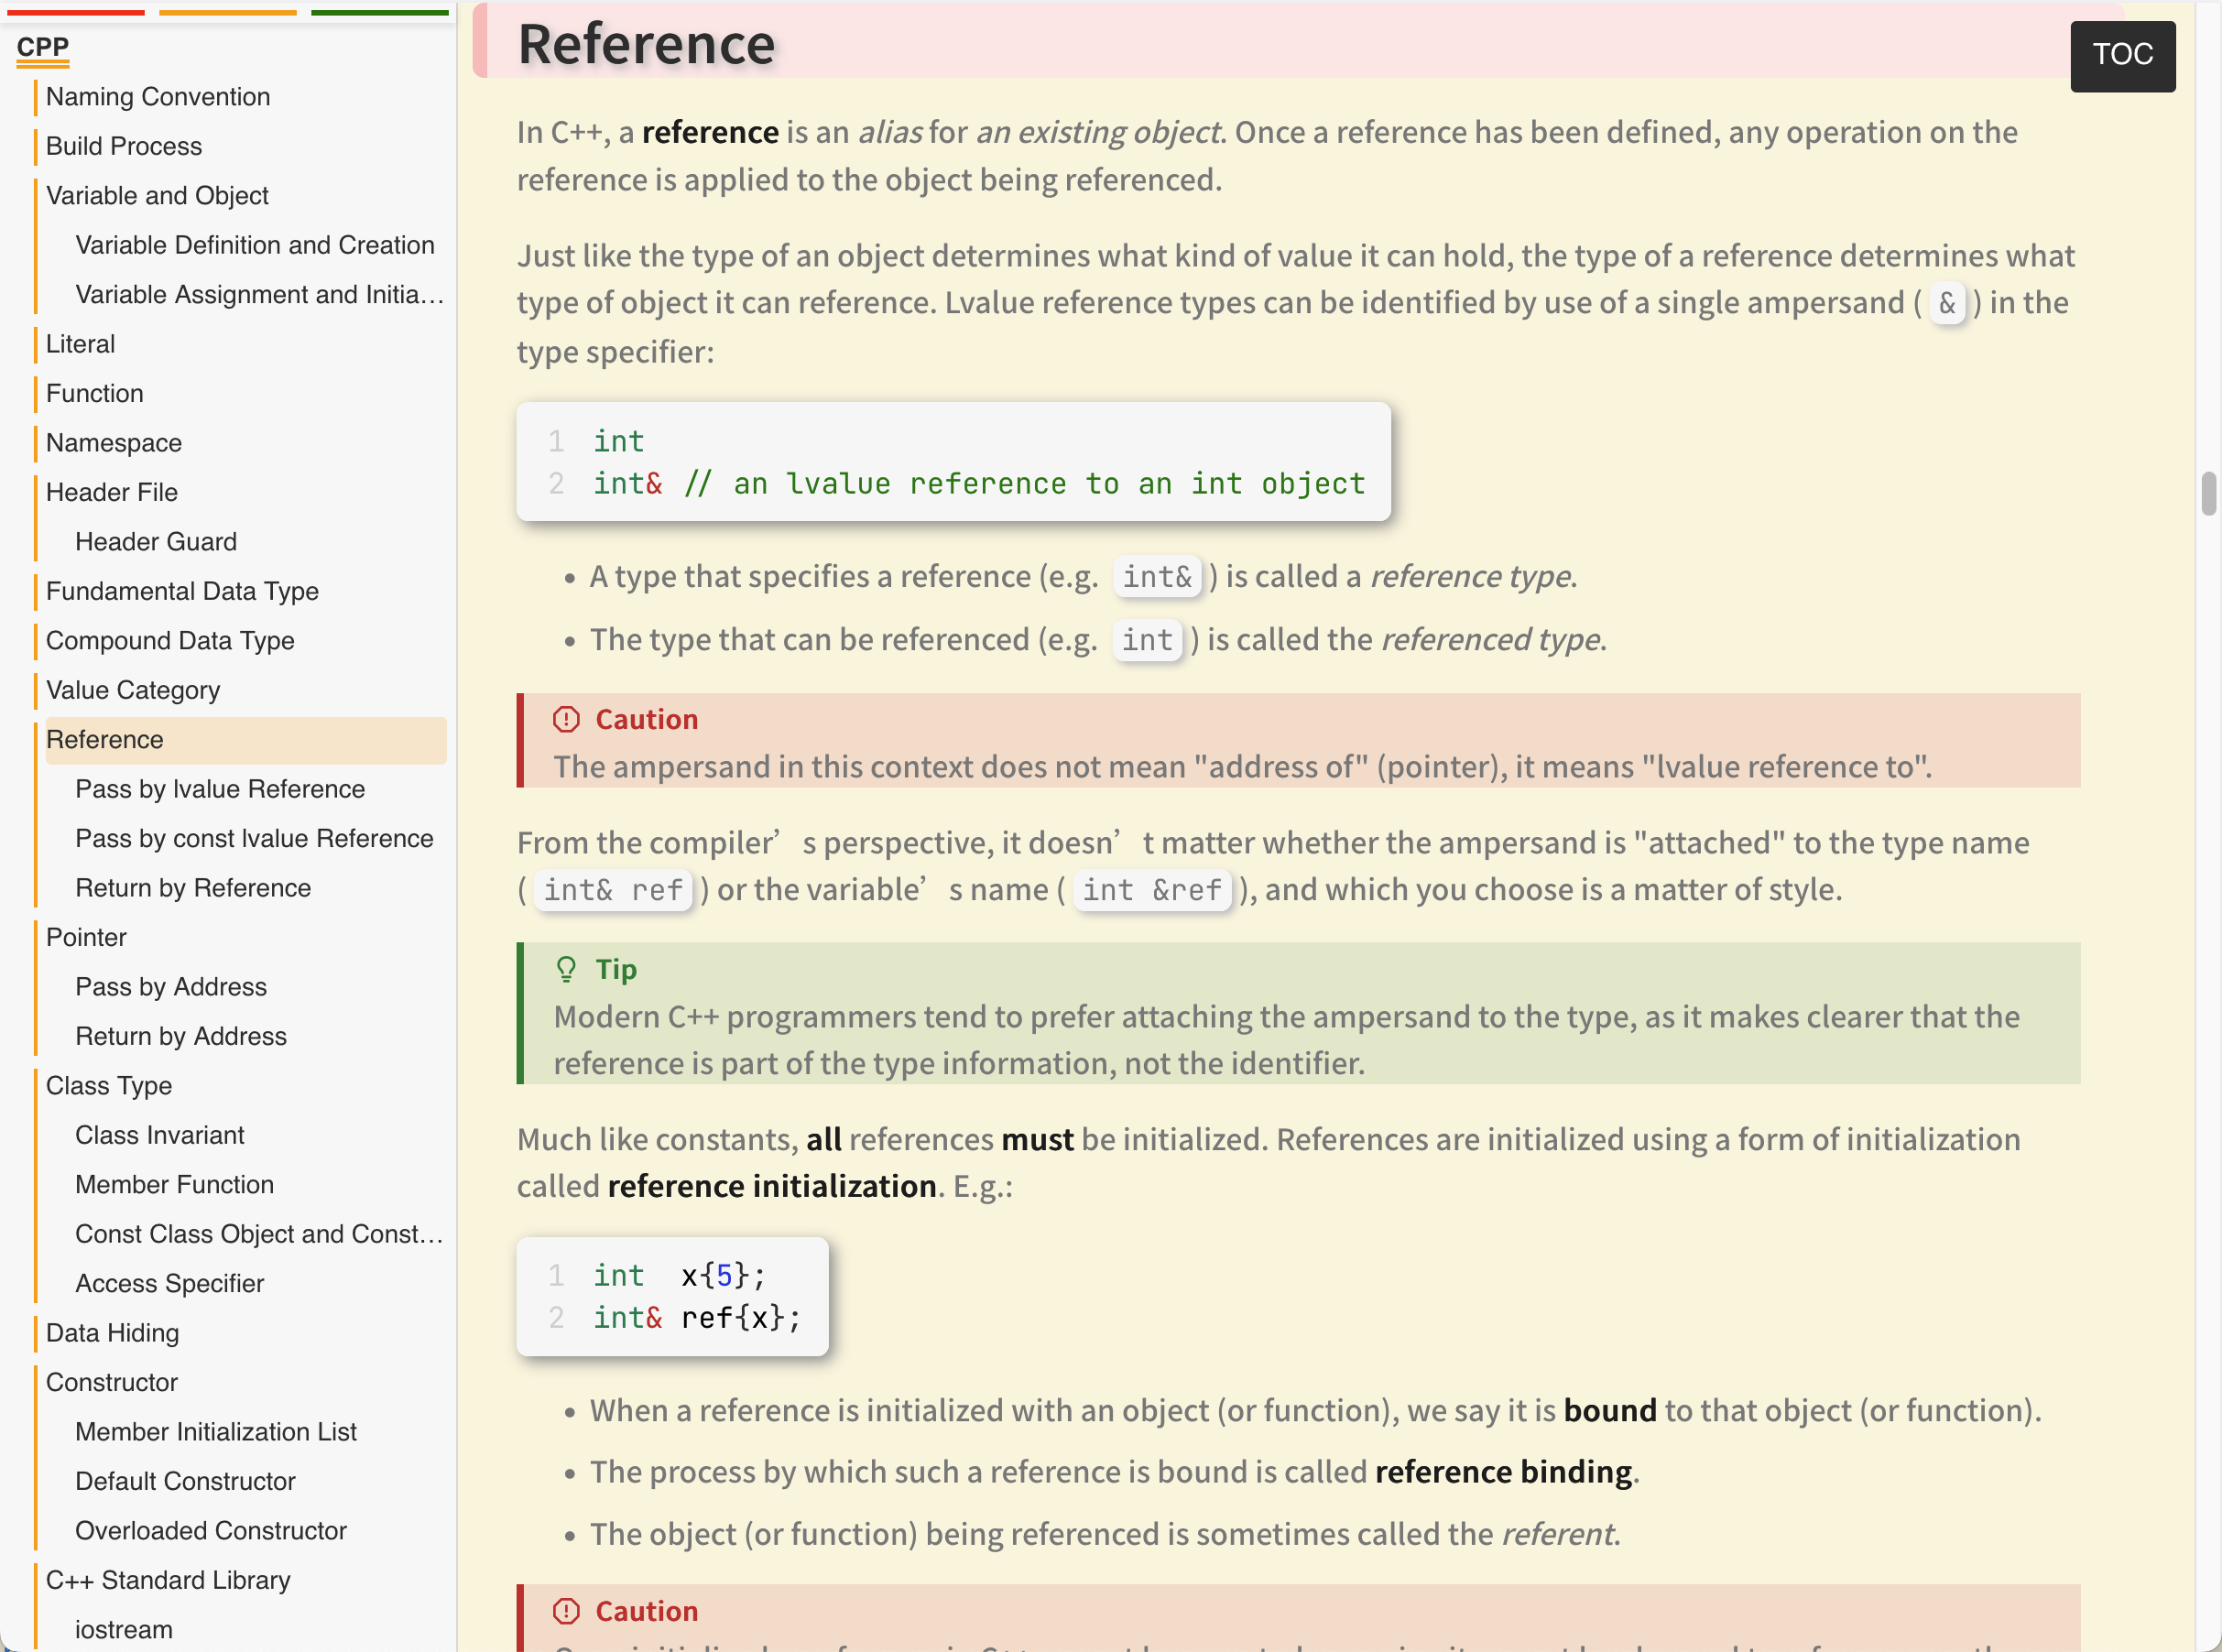 CPP
Naming Convention
Build Process
Variable and Object
Variable Definition and Creation
Variable Assignment and Initia…
Literal
Function
Namespace
Header File
Header Guard
Fundamental Data Type
Compound Data Type
Value Category
Reference
Pass by lvalue Reference
Pass by const lvalue Reference
Return by Reference
Pointer
Pass by Address
Return by Address
Class Type
Class Invariant
Member Function
Const Class Object and Const…
Access Specifier
Data Hiding
Constructor
Member Initialization List
Default Constructor
Overloaded Constructor
C++ Standard Library
iostream
Reference
TOC
In C++, a reference is an alias for an existing object. Once a reference has been defined, any operation on the
reference is applied to the object being referenced.
Just like the type of an object determines what kind of value it can hold, the type of a reference determines what
type of object it can reference. Lvalue reference types can be identified by use of a single ampersand ( & ) in the
type specifier:
1 int
2 int& // an lvalue reference to an int object
• A type that specifies a reference (e.g. int& ) is called a reference type.
• The type that can be referenced (e.g. int ) is called the referenced type.
Caution
The ampersand in this context does not mean "address of" (pointer), it means "lvalue reference to".
From the compiler’s perspective, it doesn’t matter whether the ampersand is "attached" to the type name
( int& ref ) or the variable’s name ( int &ref ), and which you choose is a matter of style.
Tip
Modern C++ programmers tend to prefer attaching the ampersand to the type, as it makes clearer that the
reference is part of the type information, not the identifier.
Much like constants, all references must be initialized. References are initialized using a form of initialization
called reference initialization. E.g.:
1 int  x{5};
2 int& ref{x};
• When a reference is initialized with an object (or function), we say it is bound to that object (or function).
• The process by which such a reference is bound is called reference binding.
• The object (or function) being referenced is sometimes called the referent.
Caution